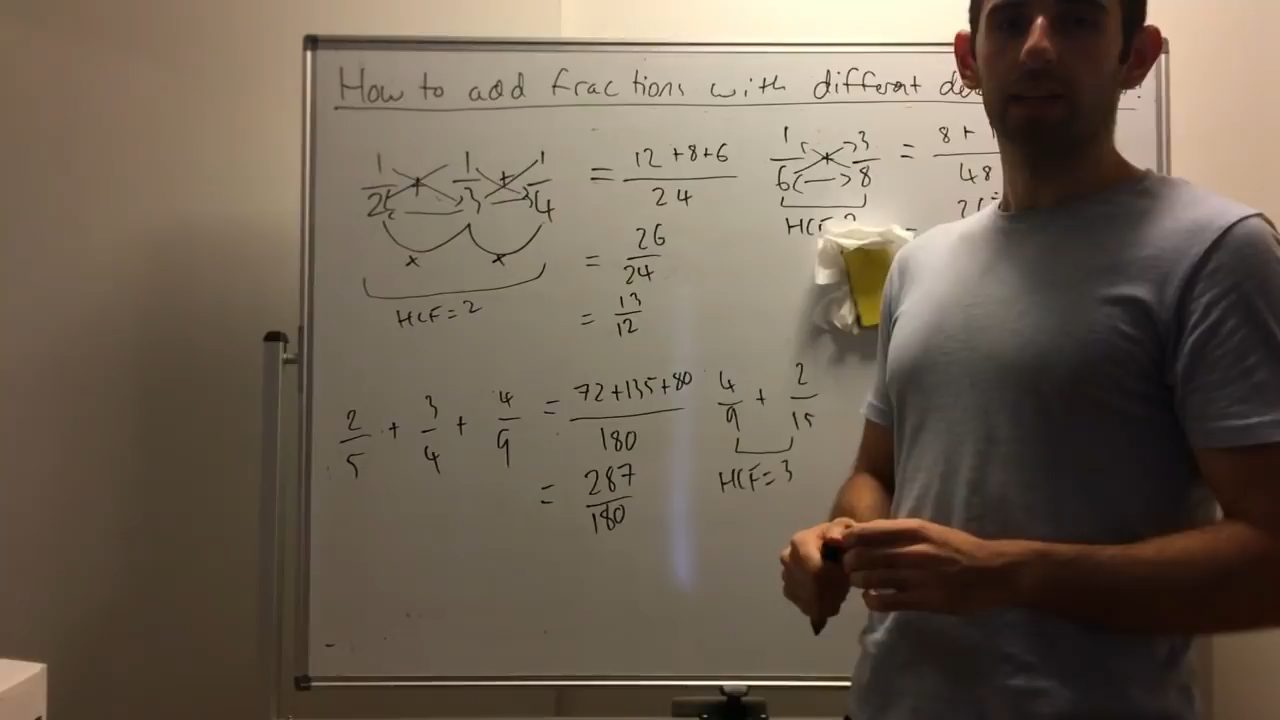 How to add fractions with different de
1/2 + 1/3 + 1/4 = 12+8+6/24
= 26/24
= 13/12
HCF=2
1/6 + 3/8 = 8+1/48
HCF
2/5 + 3/4 + 4/9 = 72+135+80/180
= 287/180
4/9 + 2/15
HCF=3